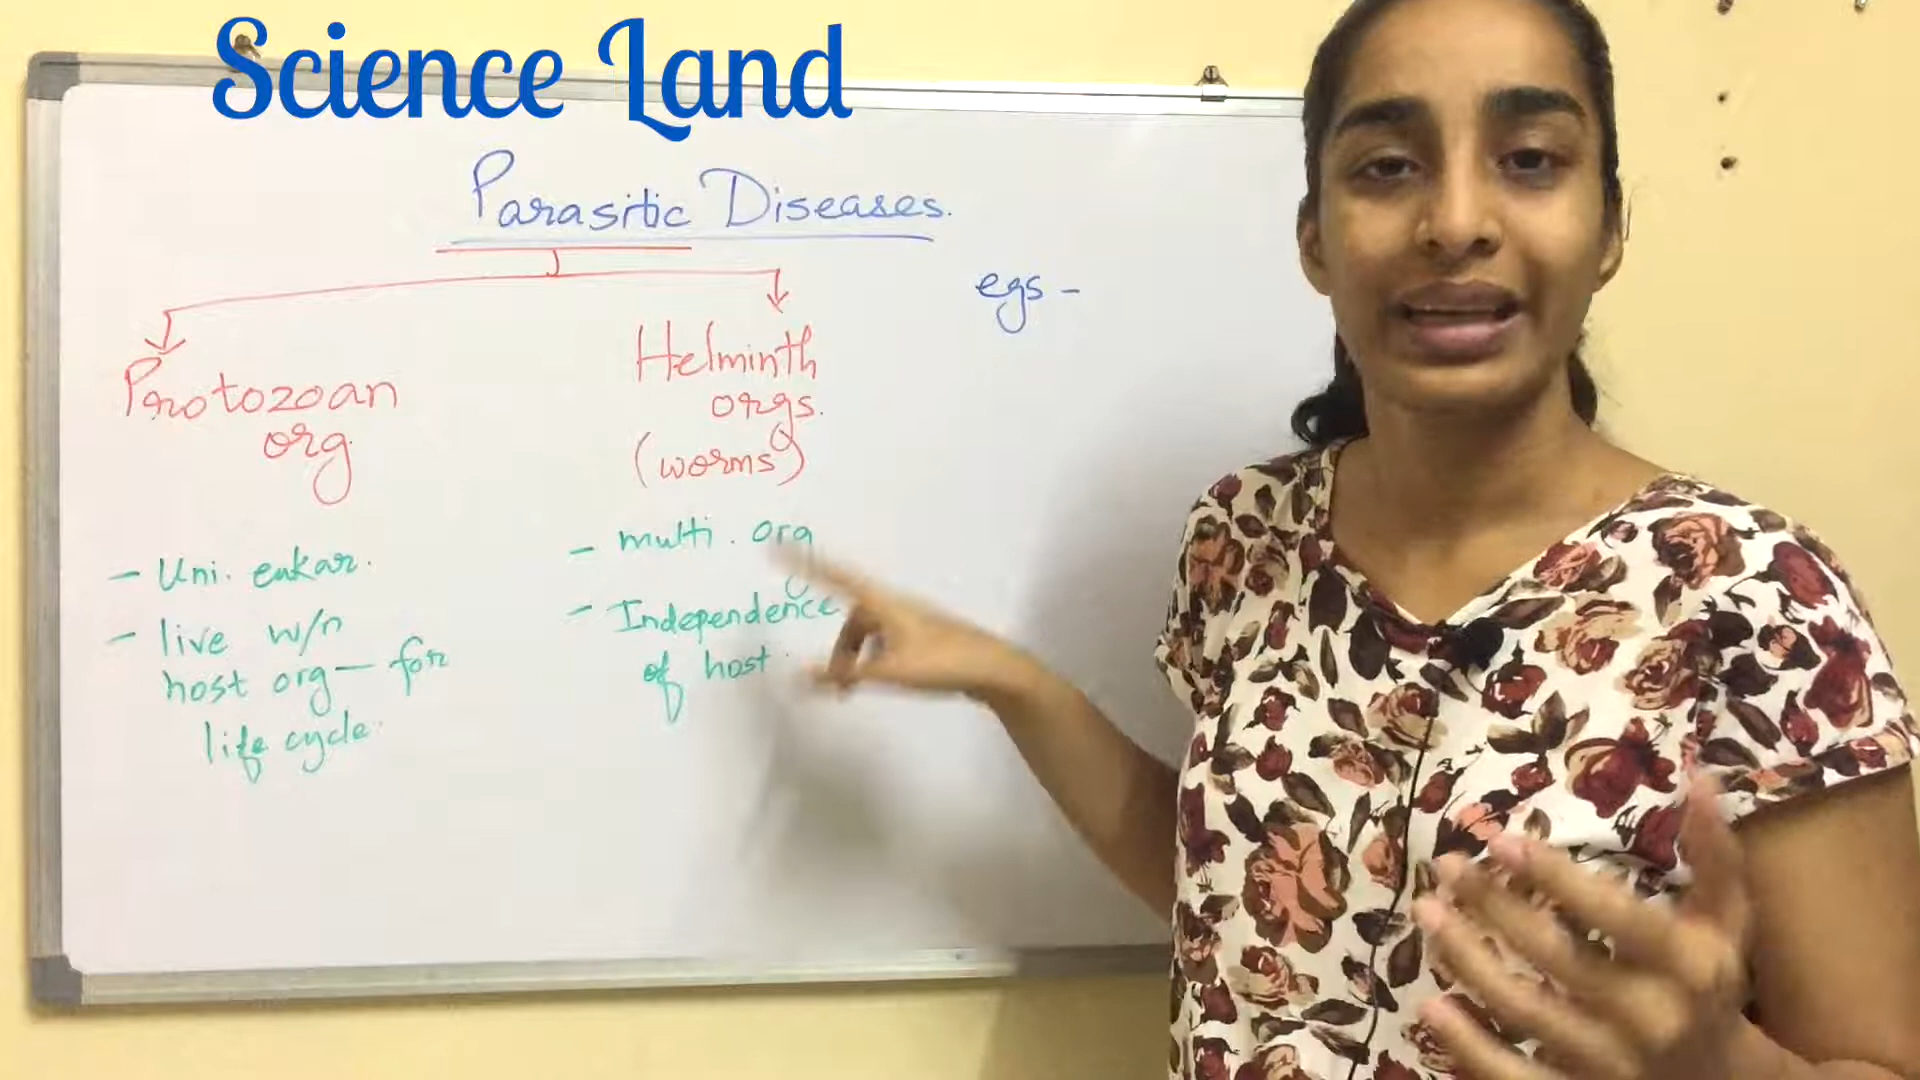 Science Land
Parasitic Diseases.
egs -
Protozoan
org
- Uni. eukar.
- live w/n
host org - for
life cycle.
Helminth
orgs.
(worms)
- multi. org
- Independence
of host.